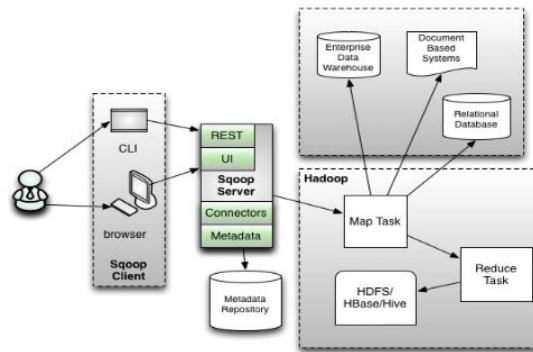 Enterprise
Data
Warehouse
Document
Based
Systems
Relational
Database
REST
UI
Sqoop
Server
Connectors
Metadata
CLI
browser
Sqoop
Client
Metadata
Repository
Hadoop
Map Task
Reduce
Task
HDFS/
HBase/Hive